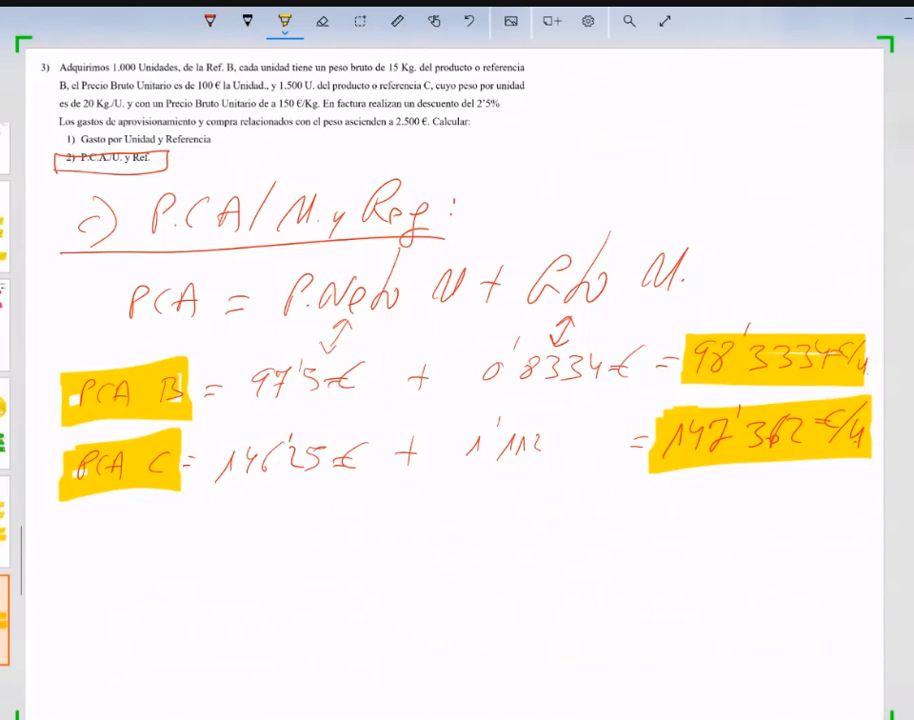 3) Adquirimos 1.000 Unidades, de la Ref. B, cada unidad tiene un peso bruto de 15 Kg. del producto o referencia
B, el Precio Bruto Unitario es de 100 € la Unidad., y 1.500 U. del producto o referencia C, cuyo peso por unidad
es de 20 Kg./U. y con un Precio Bruto Unitario de a 150 €/Kg. En factura realizan un descuento del 2'5%
Los gastos de aprovisionamiento y compra relacionados con el peso ascienden a 2.500 €. Calcular:
1) Gasto por Unidad y Referencia
2) P.C.A./U. y Ref.
c) P.CA/U. y Ref:
PCA = P.Neto U + Gto U.
PCA B = 97'5€ + 0'8334€ = 98'3334€/u
PCA C = 146'25€ + 1'112 = 147'362€/u